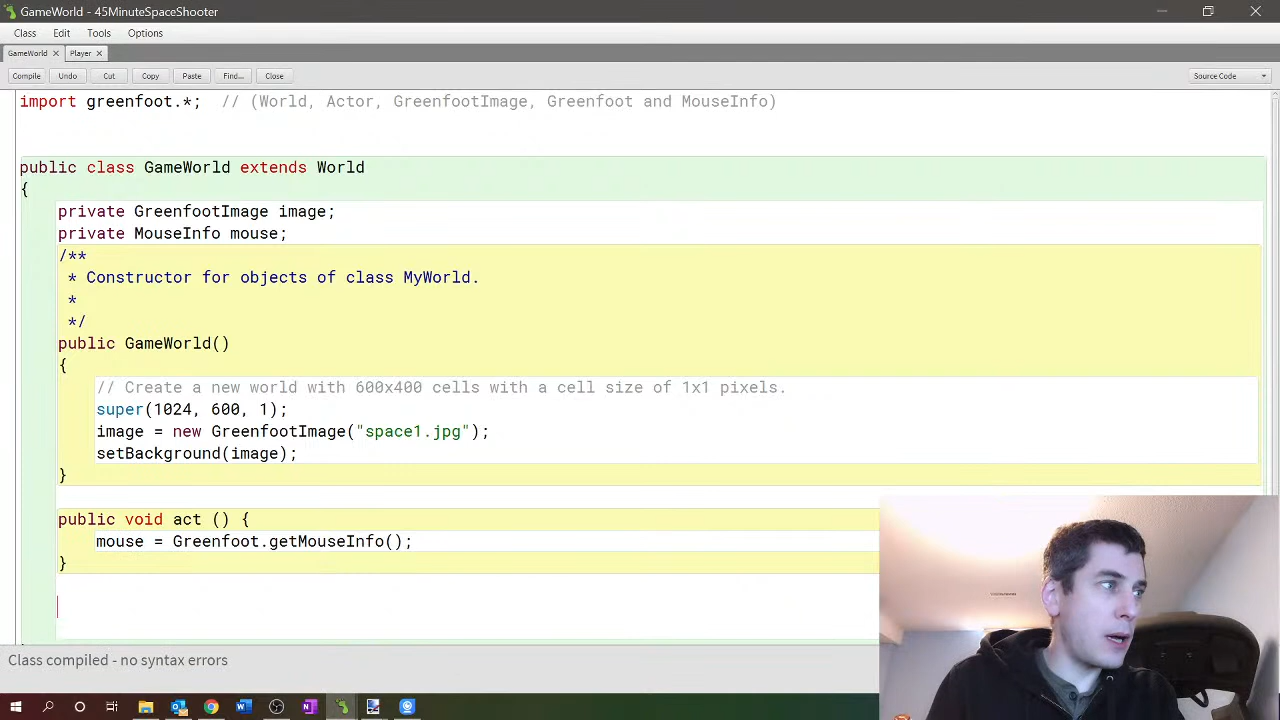 GameWorld - 45MinuteSpaceShooter
Class Edit Tools Options
GameWorld × Player ×
Compile Undo Cut Copy Paste Find... Close Source Code
import greenfoot.*; // (World, Actor, GreenfootImage, Greenfoot and MouseInfo)
public class GameWorld extends World
{
private GreenfootImage image;
private MouseInfo mouse;
/**
* Constructor for objects of class MyWorld.
*
*/
public GameWorld()
{
// Create a new world with 600x400 cells with a cell size of 1x1 pixels.
super(1024, 600, 1);
image = new GreenfootImage("space1.jpg");
setBackground(image);
}
public void act () {
mouse = Greenfoot.getMouseInfo();
}
Class compiled - no syntax errors